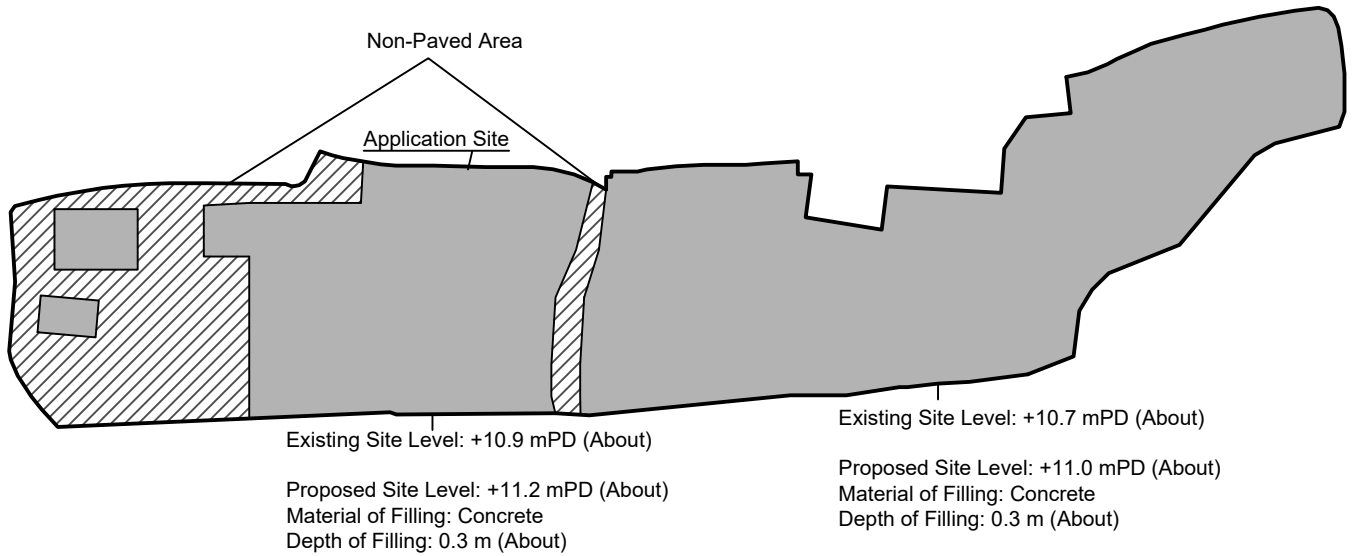 Non-Paved Area
Application Site
Existing Site Level: +10.9 mPD (About)
Proposed Site Level: +11.2 mPD (About)
Material of Filling: Concrete
Depth of Filling: 0.3 m (About)
Existing Site Level: +10.7 mPD (About)
Proposed Site Level: +11.0 mPD (About)
Material of Filling: Concrete
Depth of Filling: 0.3 m (About)